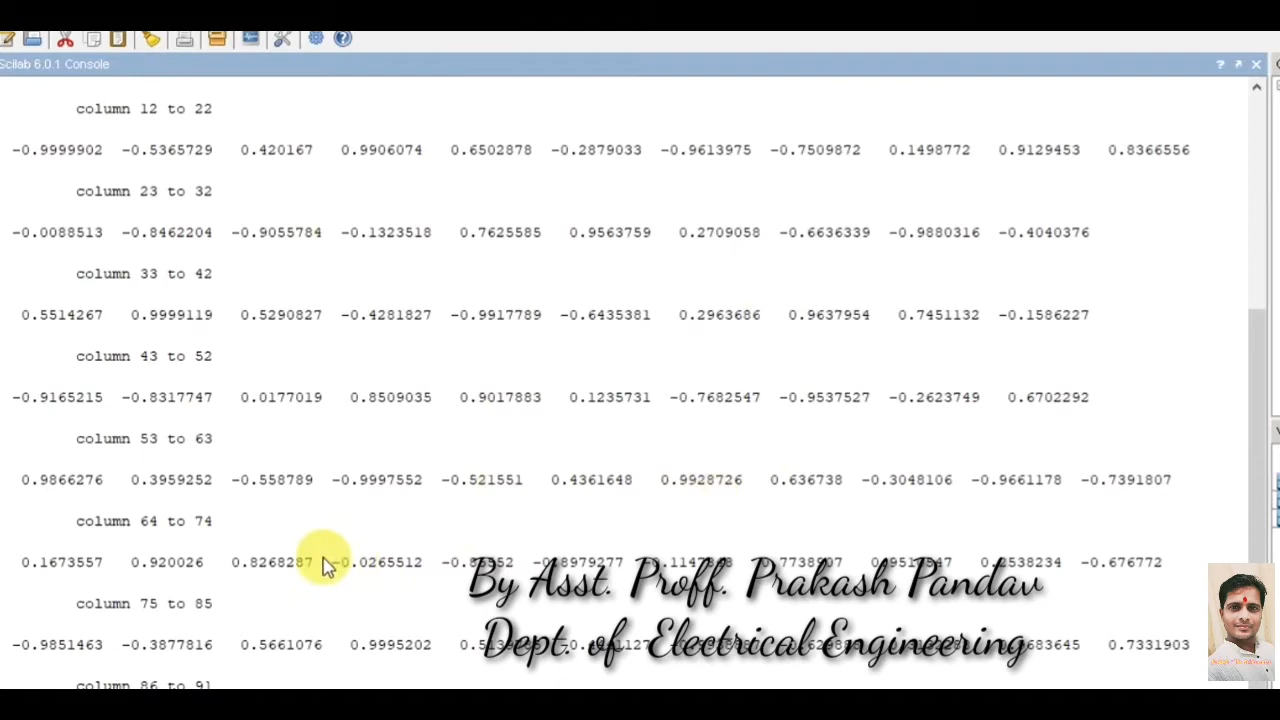 Scilab 6.0.1 Console
column 12 to 22
-0.9999902 -0.5365729 0.420167 0.9906074 0.6502878 -0.2879033 -0.9613975 -0.7509872 0.1498772 0.9129453 0.8366556
column 23 to 32
-0.0088513 -0.8462204 -0.9055784 -0.1323518 0.7625585 0.9563759 0.2709058 -0.6636339 -0.9880316 -0.4040376
column 33 to 42
0.5514267 0.9999119 0.5290827 -0.4281827 -0.9917789 -0.6435381 0.2963686 0.9637954 0.7451132 -0.1586227
column 43 to 52
-0.9165215 -0.8317747 0.0177019 0.8509035 0.9017883 0.1235731 -0.7682547 -0.9537527 -0.2623749 0.6702292
column 53 to 63
0.9866276 0.3959252 -0.558789 -0.9997552 -0.521551 0.4361648 0.9928726 0.636738 -0.3048106 -0.9661178 -0.7391807
column 64 to 74
0.1673557 0.920026 0.8268287 -0.0265512 -0.676772
By Asst. Proff. Prakash Pandav
column 75 to 85
-0.9851463 -0.3877816 0.5661076 0.9995202 0.7331903
Dept. of Electrical Engineering
column 86 to 91